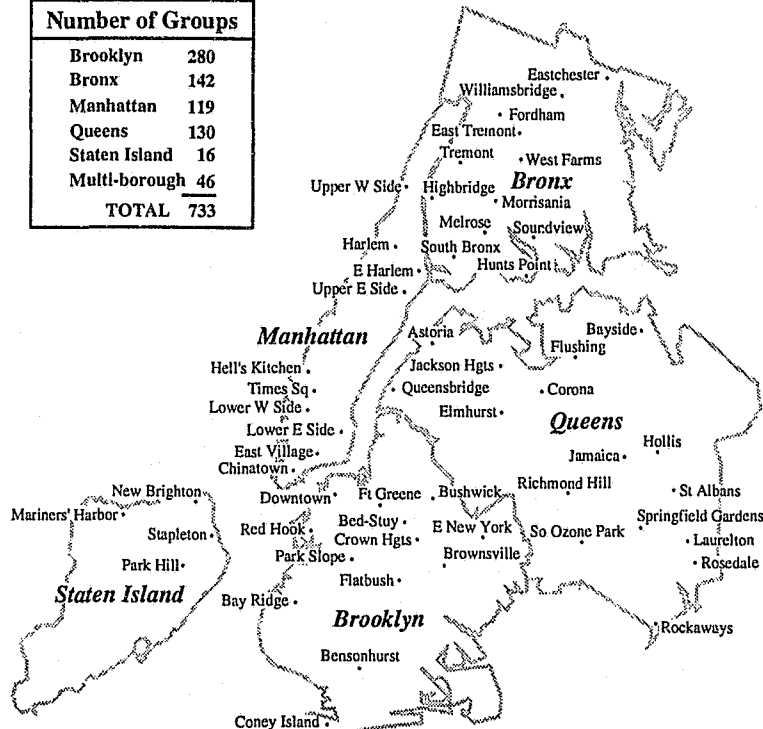 Number of Groups
Brooklyn 280
Bronx 142
Manhattan 119
Queens 130
Staten Island 16
Multi-borough 46
TOTAL 733
Eastchester
Williamsbridge
Fordham
East Tremont
Tremont
West Farms
Bronx
Upper W Side
Highbridge
Morrisania
Melrose
Soundview
Harlem
South Bronx
E Harlem
Hunts Point
Upper E Side
Manhattan
Astoria
Bayside
Flushing
Hell's Kitchen
Jackson Hgts
Times Sq
Queensbridge
Corona
Lower W Side
Elmhurst
Queens
Lower E Side
Hollis
East Village
Jamaica
Chinatown
Richmond Hill
New Brighton
Downtown
Ft Greene
Bushwick
St Albans
Mariners' Harbor
Bed-Stuy
Springfield Gardens
Stapleton
Red Hook
Crown Hgts
E New York
So Ozone Park
Laurelton
Park Slope
Brownsville
Park Hill
Rosedale
Flatbush
Staten Island
Bay Ridge
Brooklyn
Rockaways
Bensonhurst
Coney Island